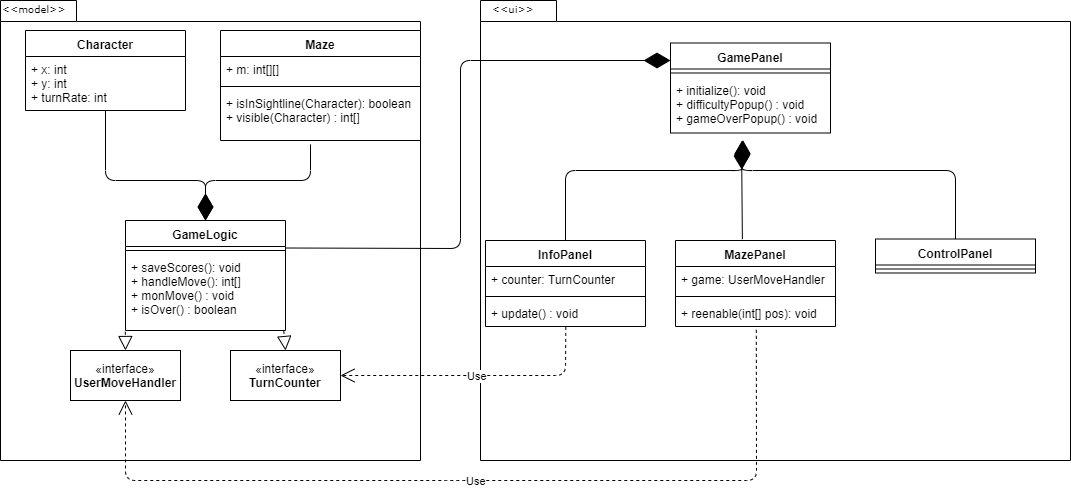 <<model>>
Character
+ x: int
+ y: int
+ turnRate: int
Maze
+ m: int[][]
+ isInSightline(Character): boolean
+ visible(Character) : int[]
GameLogic
+ saveScores(): void
+ handleMove(): int[]
+ monMove() : void
+ isOver() : boolean
«interface»
UserMoveHandler
«interface»
TurnCounter
<<ui>>
GamePanel
+ initialize(): void
+ difficultyPopup() : void
+ gameOverPopup() : void
InfoPanel
+ counter: TurnCounter
+ update() : void
MazePanel
+ game: UserMoveHandler
+ reenable(int[] pos): void
ControlPanel
Use
Use